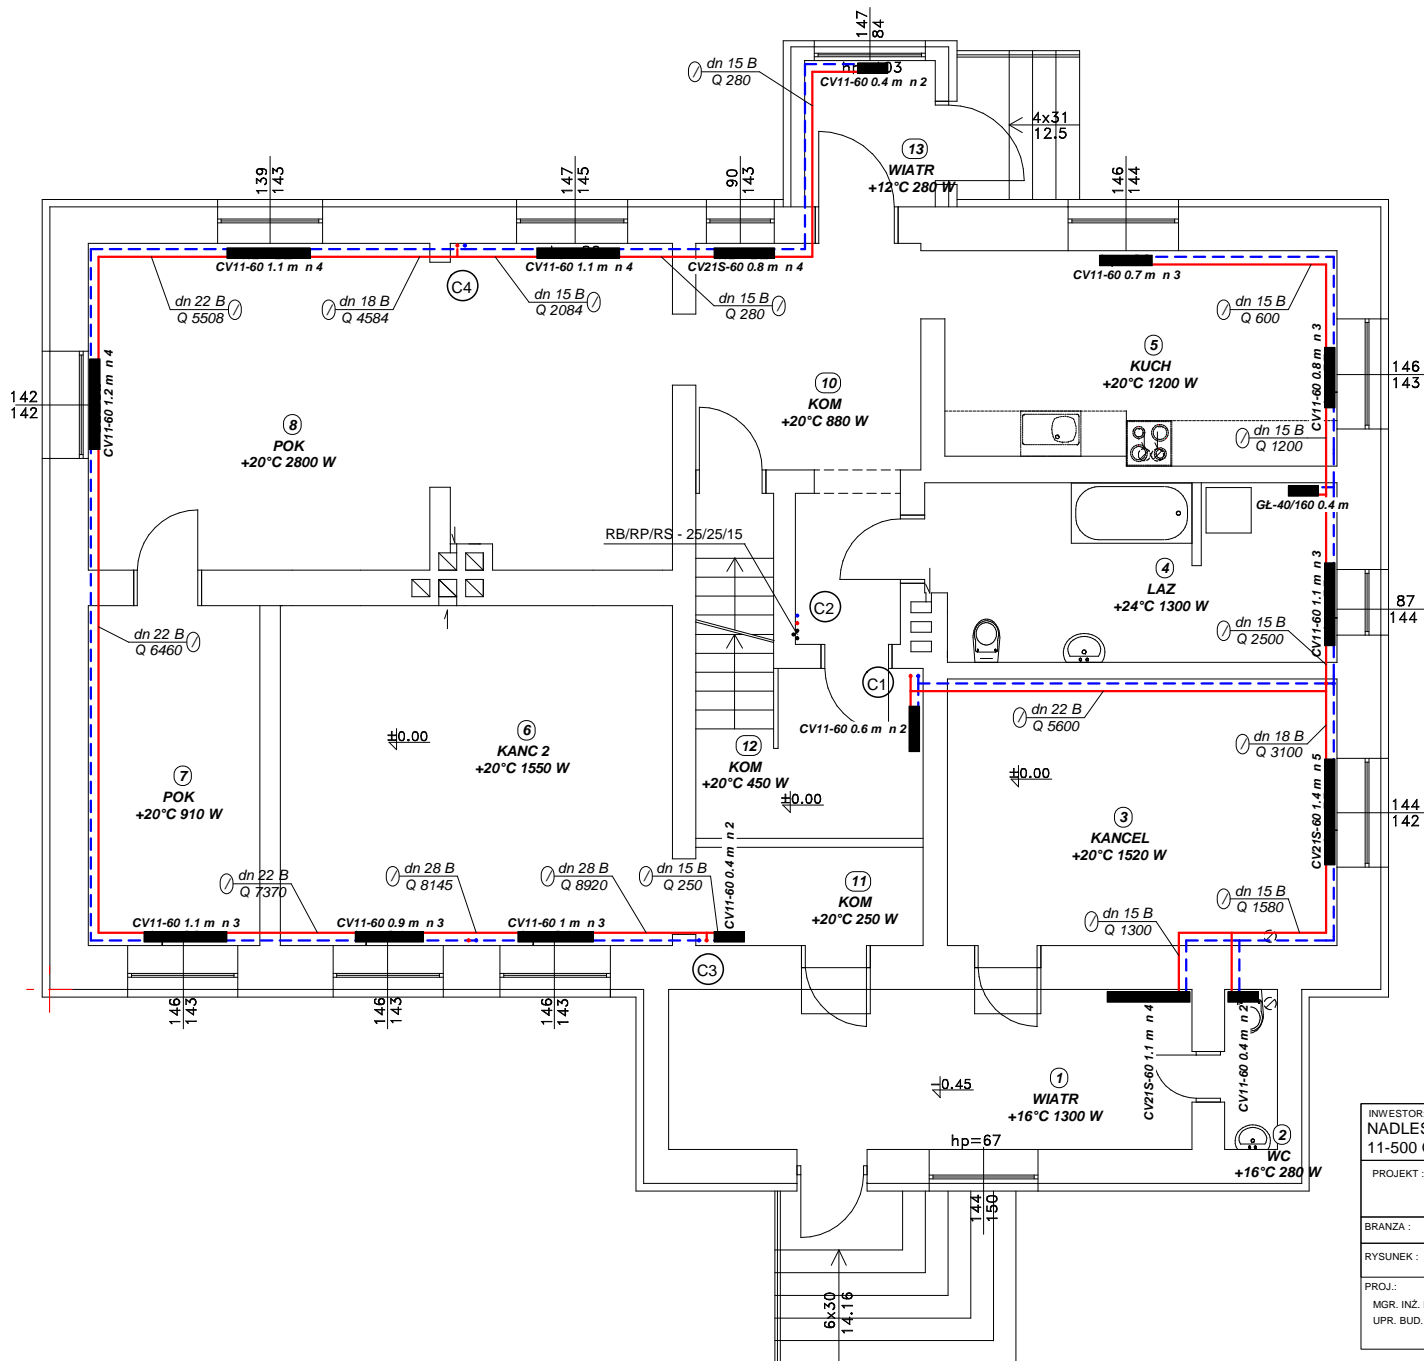 147
84
dn 15 B
Q 280
CV11-60 0.4 m n 2
4x31
12.5
13
WIATR
+12°C 280 W
139
143
147
145
90
143
146
144
CV11-60 1.1 m n 4
CV11-60 1.1 m n 4
CV21S-60 0.8 m n 4
CV11-60 0.7 m n 3
C4
dn 22 B
Q 5508
dn 18 B
Q 4584
dn 15 B
Q 2084
dn 15 B
Q 280
dn 15 B
Q 600
CV11-60 1.2 m n 4
142
142
8
POK
+20°C 2800 W
10
KOM
+20°C 880 W
5
KUCH
+20°C 1200 W
CV11-60 0.8 m n 3
146
143
dn 15 B
Q 1200
GŁ-40/160 0.4 m
RB/RP/RS - 25/25/15
C2
4
LAZ
+24°C 1300 W
CV11-60 1.1 m n 3
87
144
dn 15 B
Q 2500
dn 22 B
Q 6460
C1
CV11-60 0.6 m n 2
dn 22 B
Q 5600
dn 18 B
Q 3100
6
KANC 2
+20°C 1550 W
±0.00
12
KOM
+20°C 450 W
±0.00
±0.00
7
POK
+20°C 910 W
3
KANCEL
+20°C 1520 W
CV21S-60 1.4 m n 5
144
142
dn 22 B
Q 7370
dn 28 B
Q 8145
dn 28 B
Q 8920
dn 15 B
Q 250
CV11-60 0.4 m n 2
11
KOM
+20°C 250 W
dn 15 B
Q 1300
dn 15 B
Q 1580
CV11-60 1.1 m n 3
CV11-60 0.9 m n 3
CV11-60 1 m n 3
C3
146
143
146
143
146
143
CV21S-60 1.1 m n 4
CV11-60 0.4 m n 2
-0.45
1
WIATR
+16°C 1300 W
2
WC
+16°C 280 W
hp=67
144
150
6x30
14.16
INWESTOR
NADLES
11-500
PROJEKT :
BRANZA :
RYSUNEK :
PROJ.:
MGR. INŻ.
UPR. BUD.